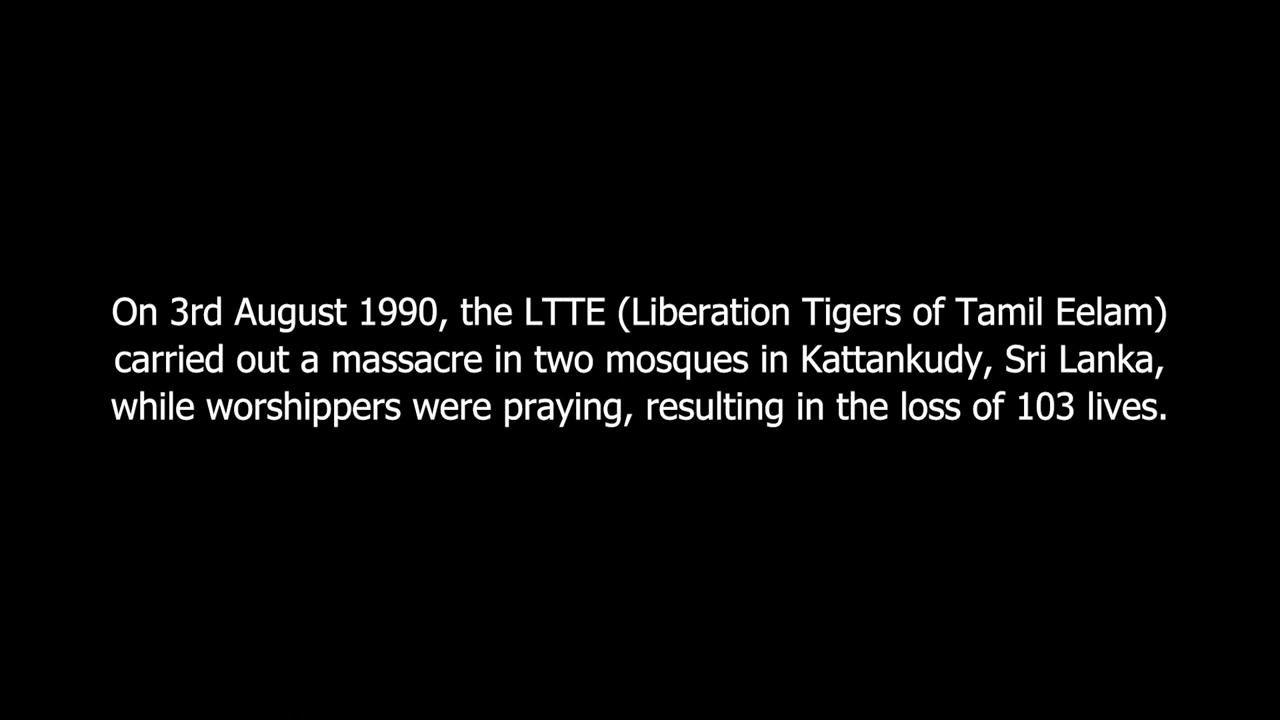 On 3rd August 1990, the LTTE (Liberation Tigers of Tamil Eelam)
carried out a massacre in two mosques in Kattankudy, Sri Lanka,
while worshippers were praying, resulting in the loss of 103 lives.